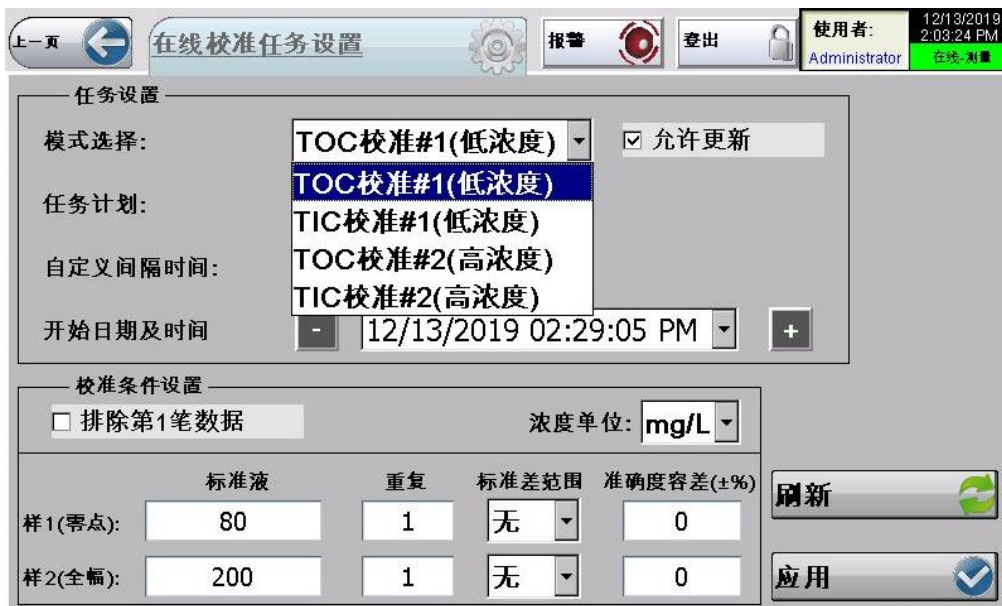 上一页
在线校准任务设置
报警
登出
使用者:
Administrator
12/13/2019
2:03:24 PM
在线-测量
任务设置
模式选择:
TOC校准#1(低浓度)
允许更新
TOC校准#1(低浓度)
TIC校准#1(低浓度)
TOC校准#2(高浓度)
TIC校准#2(高浓度)
任务计划:
自定义间隔时间:
开始日期及时间
-
12/13/2019 02:29:05 PM
+
校准条件设置
排除第1笔数据
浓度单位:
mg/L
标准液 重复 标准差范围 准确度容差(±%)
样1(零点): 80 1 无 0
样2(全幅): 200 1 无 0
刷新
应用